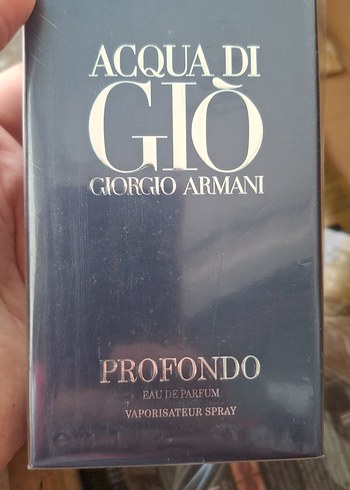 ACQUA DI
GIÒ
GIORGIO ARMANI
PROFONDO
EAU DE PARFUM
VAPORISATEUR SPRAY